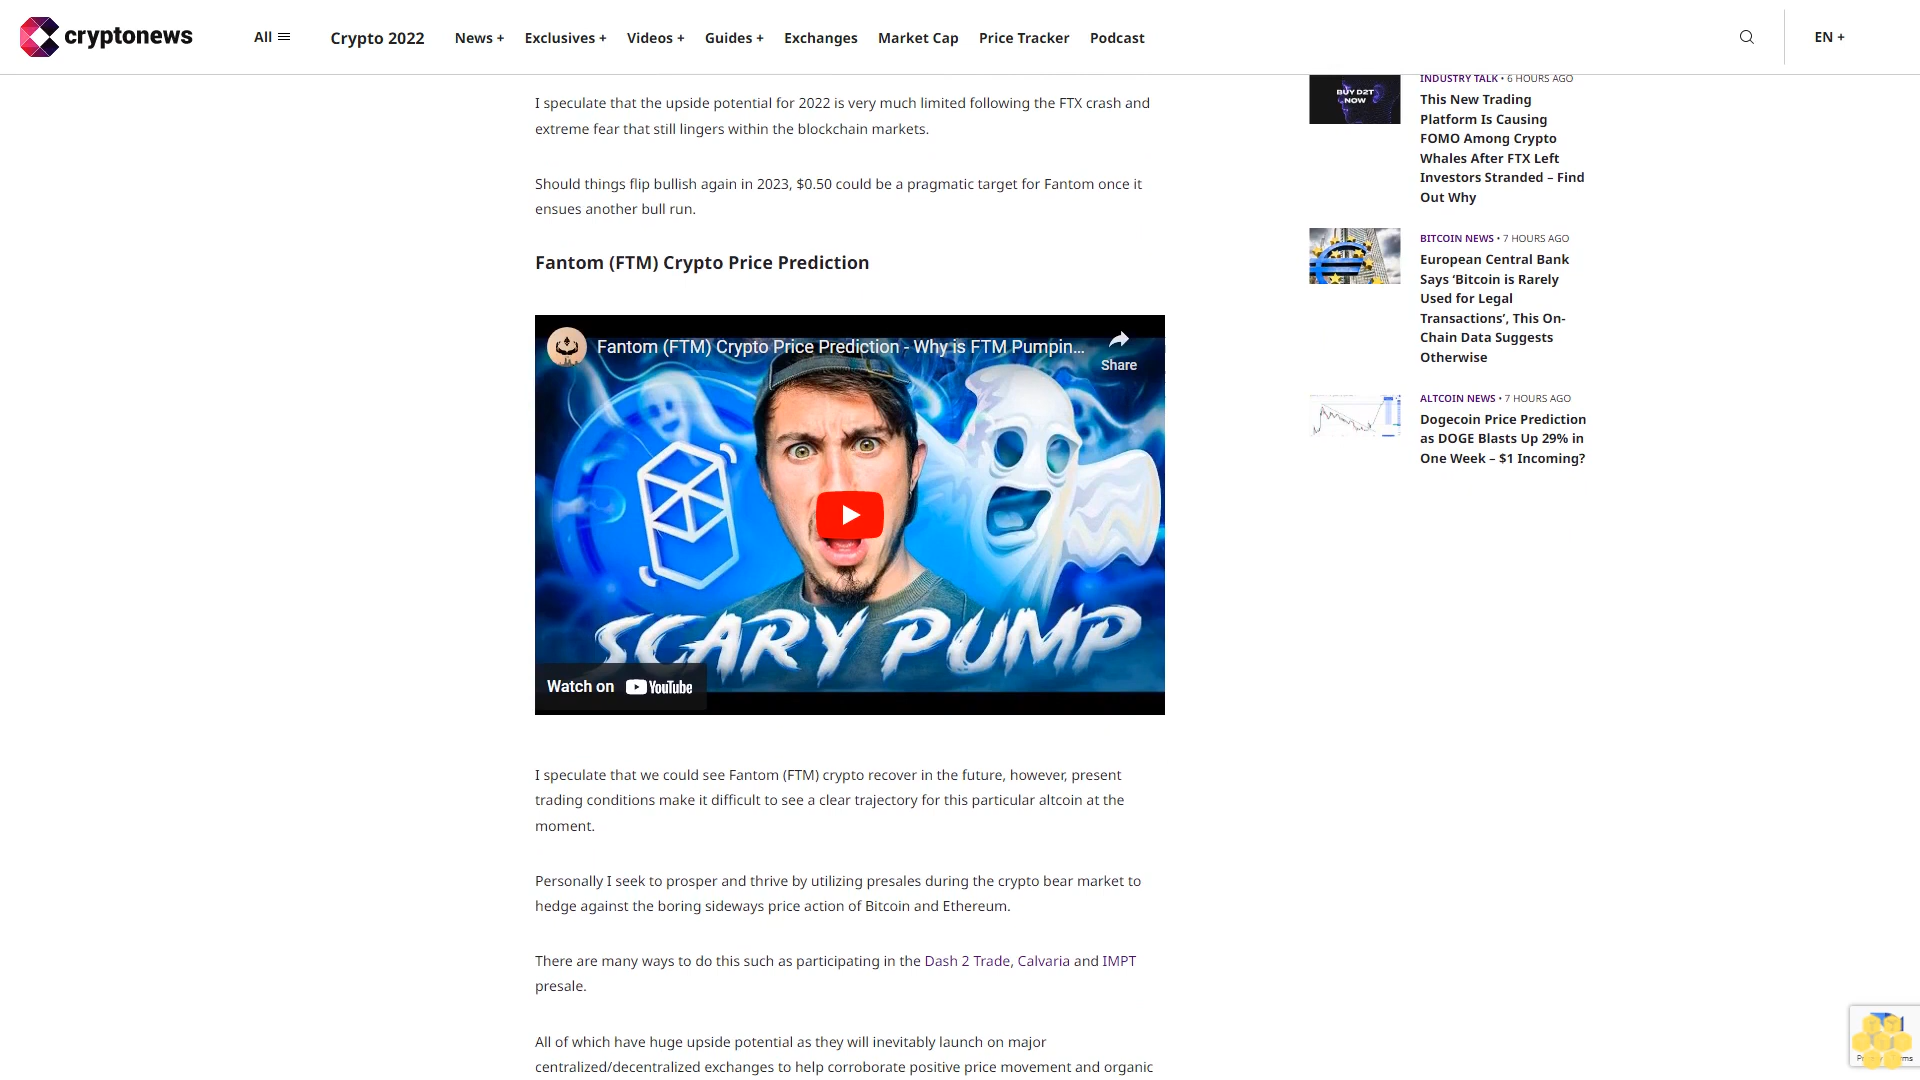 cryptonews
All
Crypto 2022
News +
Exclusives +
Videos +
Guides +
Exchanges
Market Cap
Price Tracker
Podcast
EN +
I speculate that the upside potential for 2022 is very much limited following the FTX crash and
extreme fear that still lingers within the blockchain markets.
Should things flip bullish again in 2023, $0.50 could be a pragmatic target for Fantom once it
ensues another bull run.
Fantom (FTM) Crypto Price Prediction
Fantom (FTM) Crypto Price Prediction - Why is FTM Pumpin...
Share
SCARY PUMP
Watch on YouTube
I speculate that we could see Fantom (FTM) crypto recover in the future, however, present
trading conditions make it difficult to see a clear trajectory for this particular altcoin at the
moment.
Personally I seek to prosper and thrive by utilizing presales during the crypto bear market to
hedge against the boring sideways price action of Bitcoin and Ethereum.
There are many ways to do this such as participating in the Dash 2 Trade, Calvaria and IMPT
presale.
All of which have huge upside potential as they will inevitably launch on major
centralized/decentralized exchanges to help corroborate positive price movement and organic
BUY D2T
NOW
INDUSTRY TALK • 6 HOURS AGO
This New Trading
Platform Is Causing
FOMO Among Crypto
Whales After FTX Left
Investors Stranded – Find
Out Why
BITCOIN NEWS • 7 HOURS AGO
European Central Bank
Says ‘Bitcoin is Rarely
Used for Legal
Transactions’, This On-
Chain Data Suggests
Otherwise
ALTCOIN NEWS • 7 HOURS AGO
Dogecoin Price Prediction
as DOGE Blasts Up 29% in
One Week – $1 Incoming?